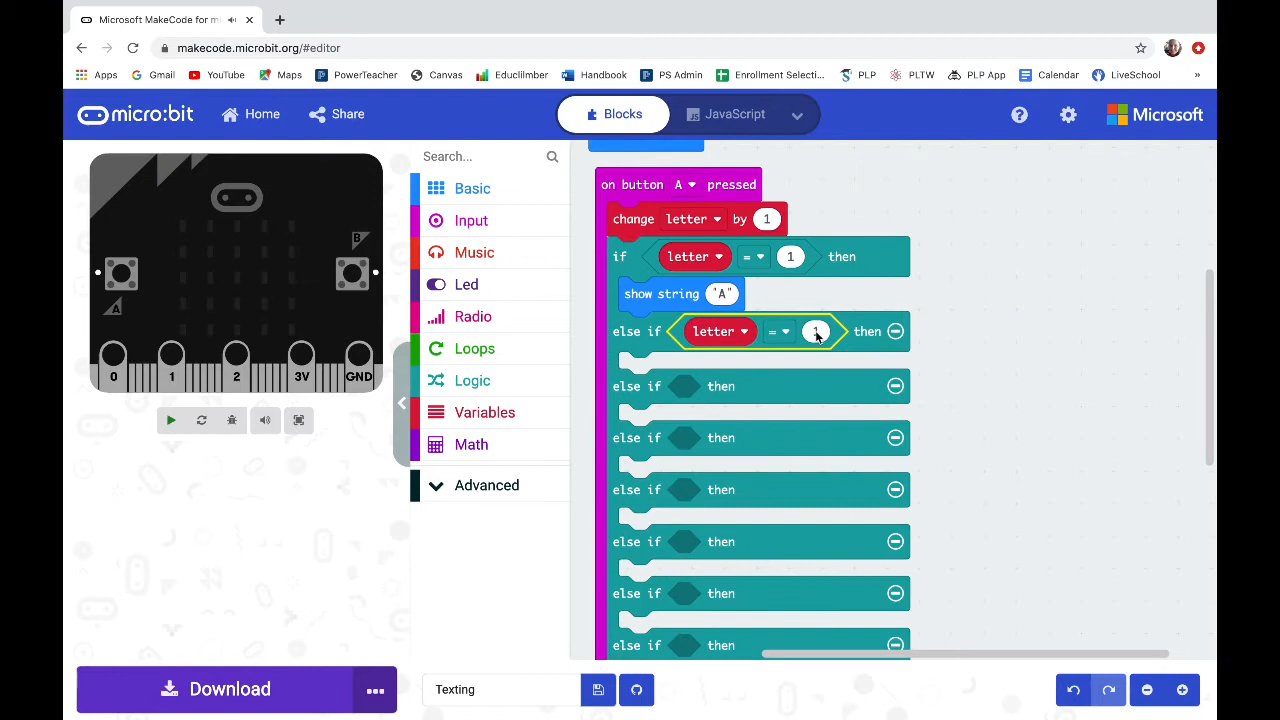 Microsoft MakeCode for m
makecode.microbit.org/#editor
Apps Gmail YouTube Maps PowerTeacher Canvas Educlimber Handbook PS Admin Enrollment Selecti... PLP PLTW PLP App Calendar LiveSchool »
micro:bit Home Share Blocks JS JavaScript ? Microsoft
Search...
Basic
Input
Music
Led
Radio
Loops
Logic
Variables
Math
Advanced
B
A
0 1 2 3V GND
on button A pressed
change letter by 1
if letter = 1 then
show string "A"
else if letter = 1 then
else if then
else if then
else if then
else if then
else if then
else if then
Download ... Texting